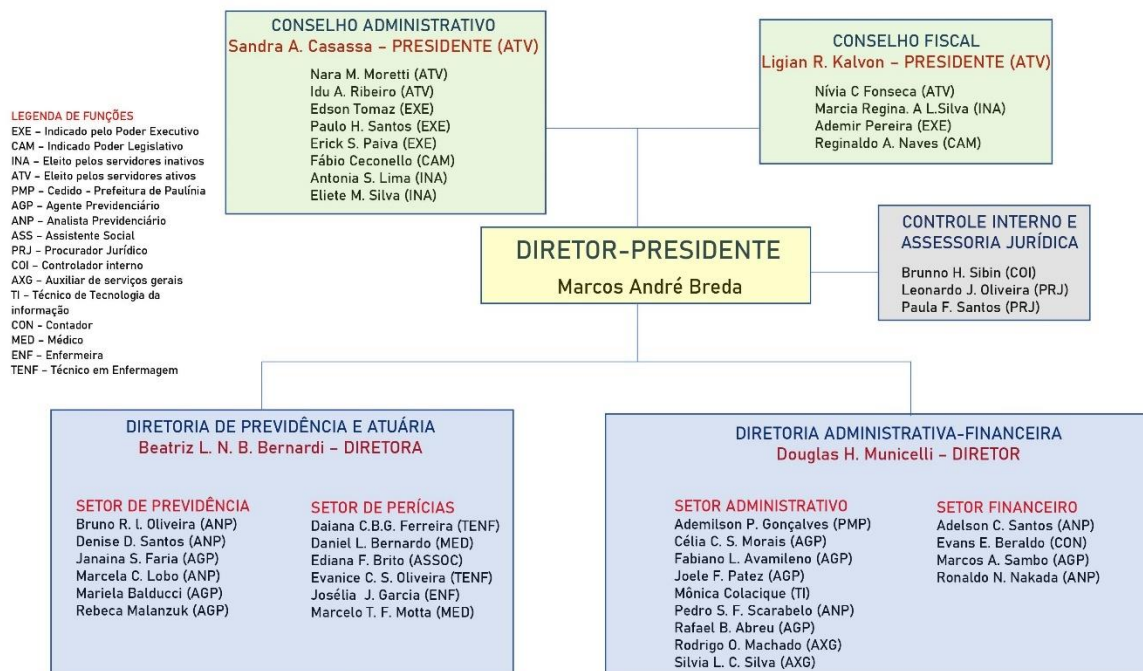 CONSELHO ADMINISTRATIVO
Sandra A. Casassa – PRESIDENTE (ATV)
Nara M. Moretti (ATV)
Idu A. Ribeiro (ATV)
Edson Tomaz (EXE)
Paulo H. Santos (EXE)
Erick S. Paiva (EXE)
Fábio Ceconello (CAM)
Antonia S. Lima (INA)
Eliete M. Silva (INA)
CONSELHO FISCAL
Ligian R. Kalvon – PRESIDENTE (ATV)
Nívia C Fonseca (ATV)
Marcia Regina. A L.Silva (INA)
Ademir Pereira (EXE)
Reginaldo A. Naves (CAM)
LEGENDA DE FUNÇÕES
EXE – Indicado pelo Poder Executivo
CAM – Indicado Poder Legislativo
INA – Eleito pelos servidores inativos
ATV – Eleito pelos servidores ativos
PMP – Cedido - Prefeitura de Paulínia
AGP – Agente Previdenciário
ANP – Analista Previdenciário
ASS – Assistente Social
PRJ – Procurador Jurídico
COI – Controlador interno
AXG – Auxiliar de serviços gerais
TI – Técnico de Tecnologia da
informação
CON – Contador
MED – Médico
ENF – Enfermeira
TENF – Técnico em Enfermagem
DIRETOR-PRESIDENTE
Marcos André Breda
CONTROLE INTERNO E
ASSESSORIA JURÍDICA
Brunno H. Sibin (COI)
Leonardo J. Oliveira (PRJ)
Paula F. Santos (PRJ)
DIRETORIA DE PREVIDÊNCIA E ATUÁRIA
Beatriz L. N. B. Bernardi – DIRETORA
SETOR DE PREVIDÊNCIA
Bruno R. I. Oliveira (ANP)
Denise D. Santos (ANP)
Janaina S. Faria (AGP)
Marcela C. Lobo (ANP)
Mariela Balducci (AGP)
Rebeca Malanzuk (AGP)
SETOR DE PERÍCIAS
Daiana C.B.G. Ferreira (TENF)
Daniel L. Bernardo (MED)
Ediana F. Brito (ASSOC)
Evanice C. S. Oliveira (TENF)
Josélia J. Garcia (ENF)
Marcelo T. F. Motta (MED)
DIRETORIA ADMINISTRATIVA-FINANCEIRA
Douglas H. Municelli – DIRETOR
SETOR ADMINISTRATIVO
Ademilson P. Gonçalves (PMP)
Célia C. S. Morais (AGP)
Fabiano L. Avamileno (AGP)
Joele F. Patez (AGP)
Mônica Colacique (TI)
Pedro S. F. Scarabelo (ANP)
Rafael B. Abreu (AGP)
Rodrigo O. Machado (AXG)
Silvia L. C. Silva (AXG)
SETOR FINANCEIRO
Adelson C. Santos (ANP)
Evans E. Beraldo (CON)
Marcos A. Sambo (AGP)
Ronaldo N. Nakada (ANP)